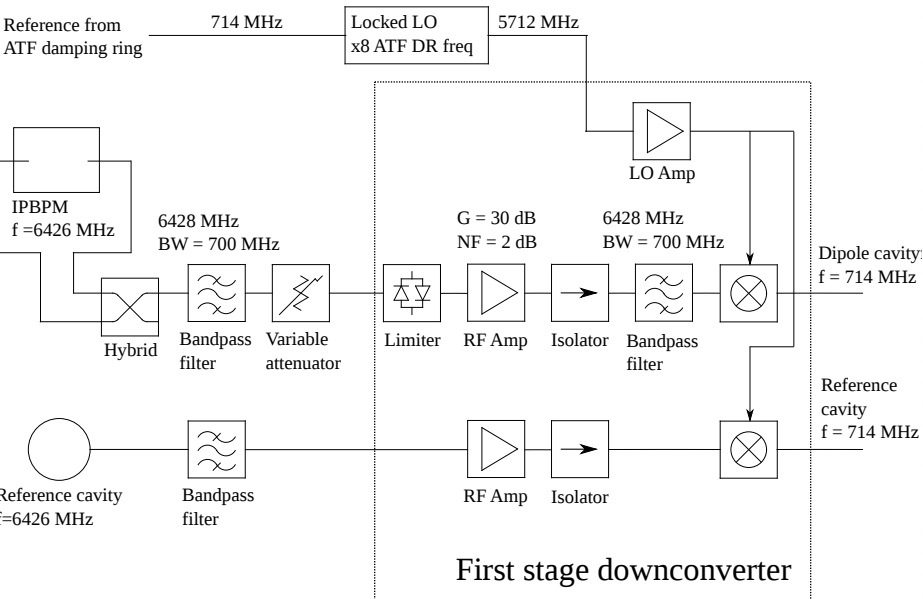 Reference from
ATF damping ring
714 MHz
Locked LO
x8 ATF DR freq
5712 MHz
LO Amp
IPBPM
f =6426 MHz
6428 MHz
BW = 700 MHz
G = 30 dB
NF = 2 dB
6428 MHz
BW = 700 MHz
Dipole cavity
f = 714 MHz
Hybrid
Bandpass
filter
Variable
attenuator
Limiter
RF Amp
Isolator
Bandpass
filter
Reference
cavity
f = 714 MHz
Reference cavity
f=6426 MHz
Bandpass
filter
RF Amp
Isolator
First stage downconverter